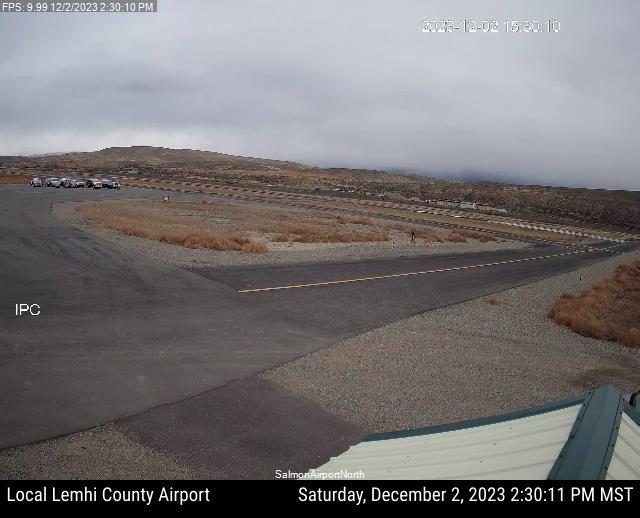 FPS: 9.99 12/2/2023 2:30:10 PM
2023-12-02 15:30:10
IPC
SalmonAirportNorth
Local Lemhi County Airport
Saturday, December 2, 2023 2:30:11 PM MST